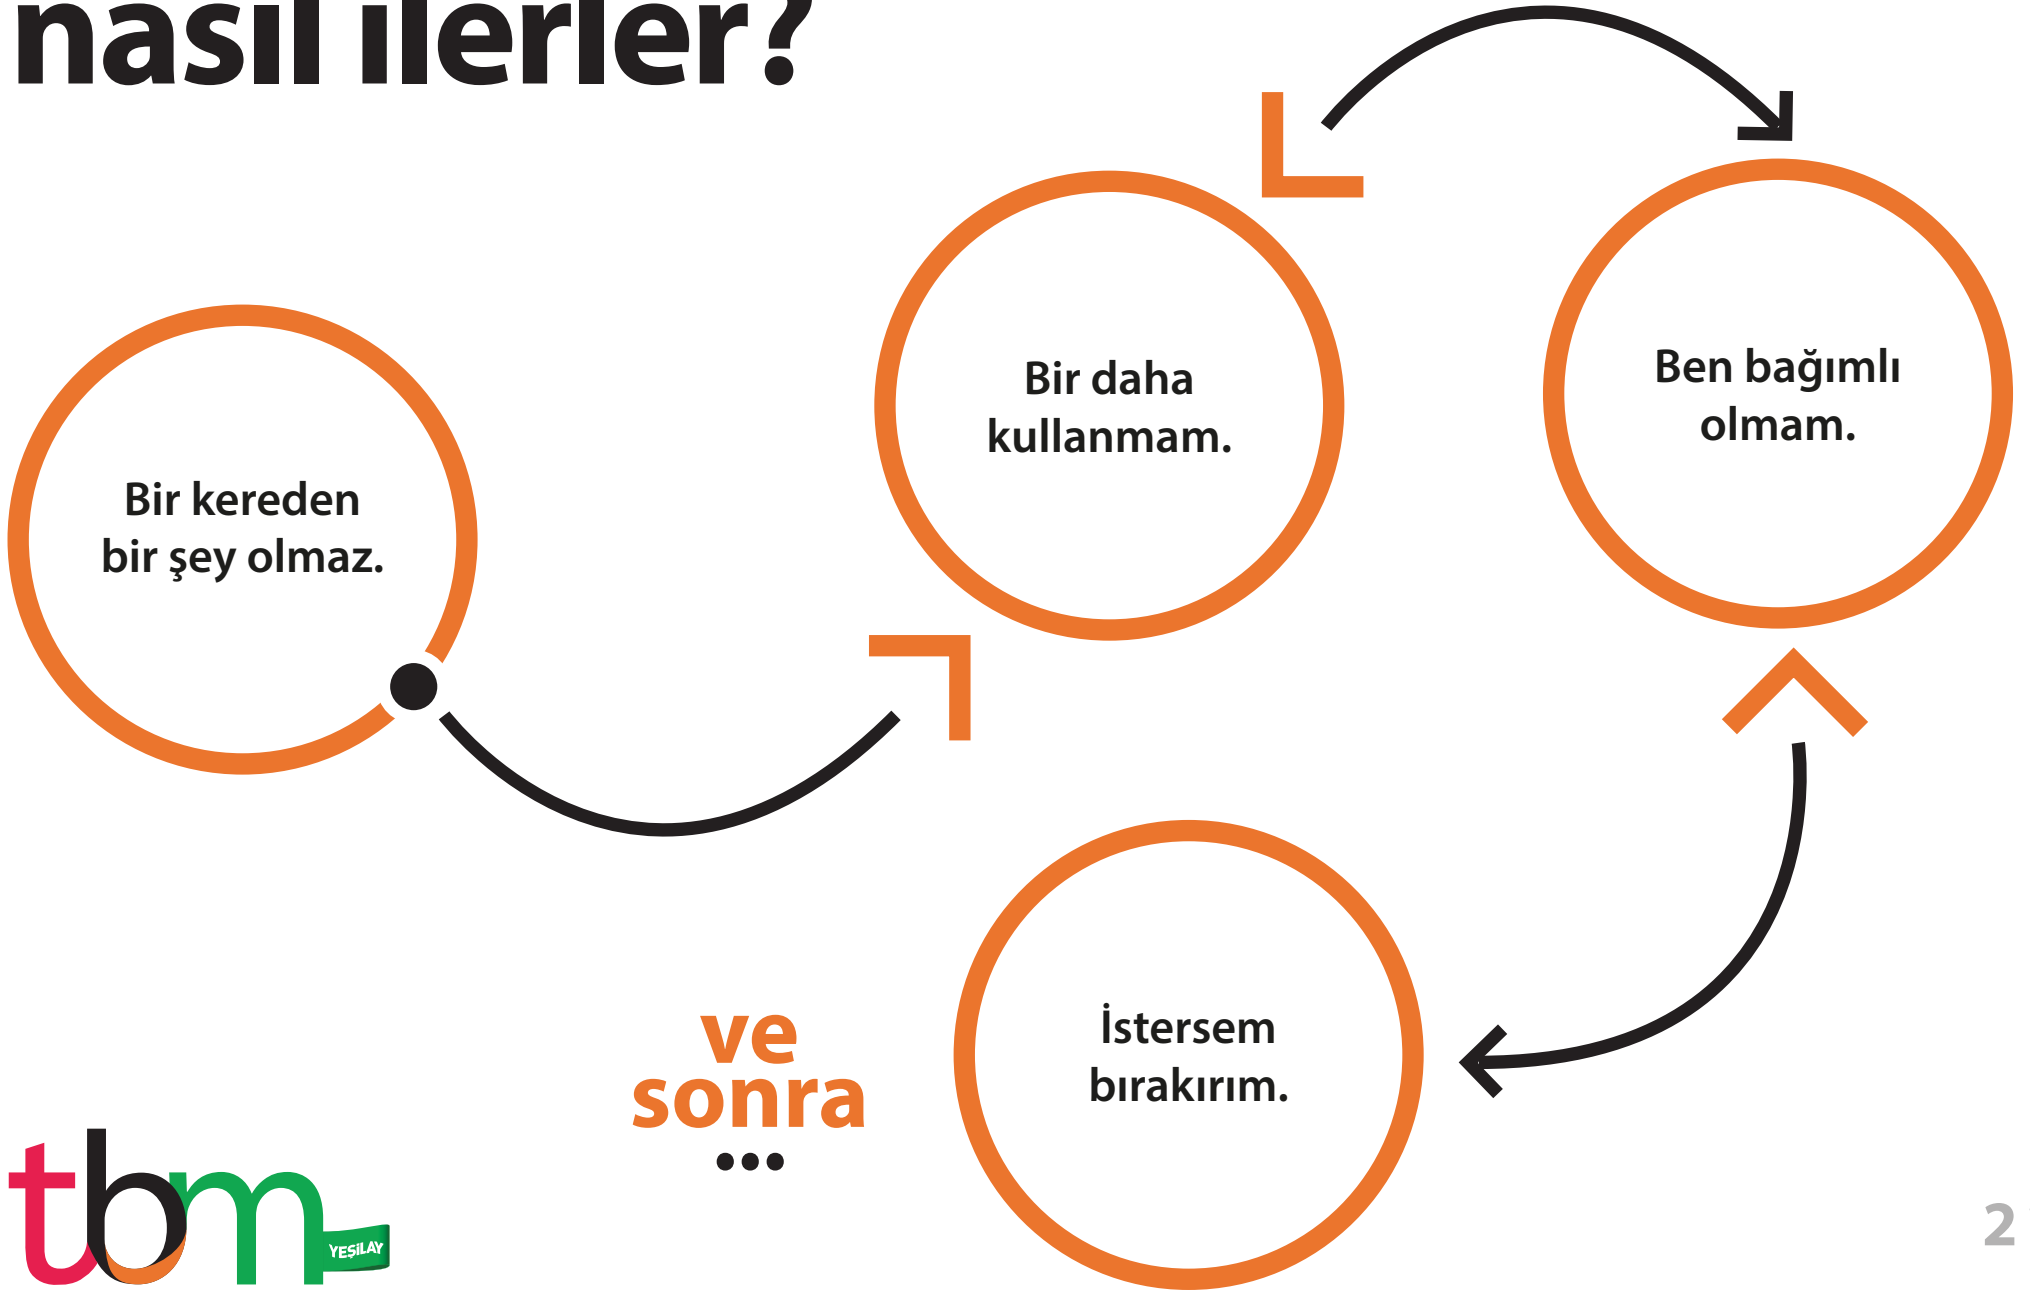 nasıl ilerler?
Bir kereden
bir şey olmaz.
Bir daha
kullanmam.
Ben bağımlı
olmam.
İstersem
bırakırım.
ve
sonra
...
tbm
YEŞİLAY
2